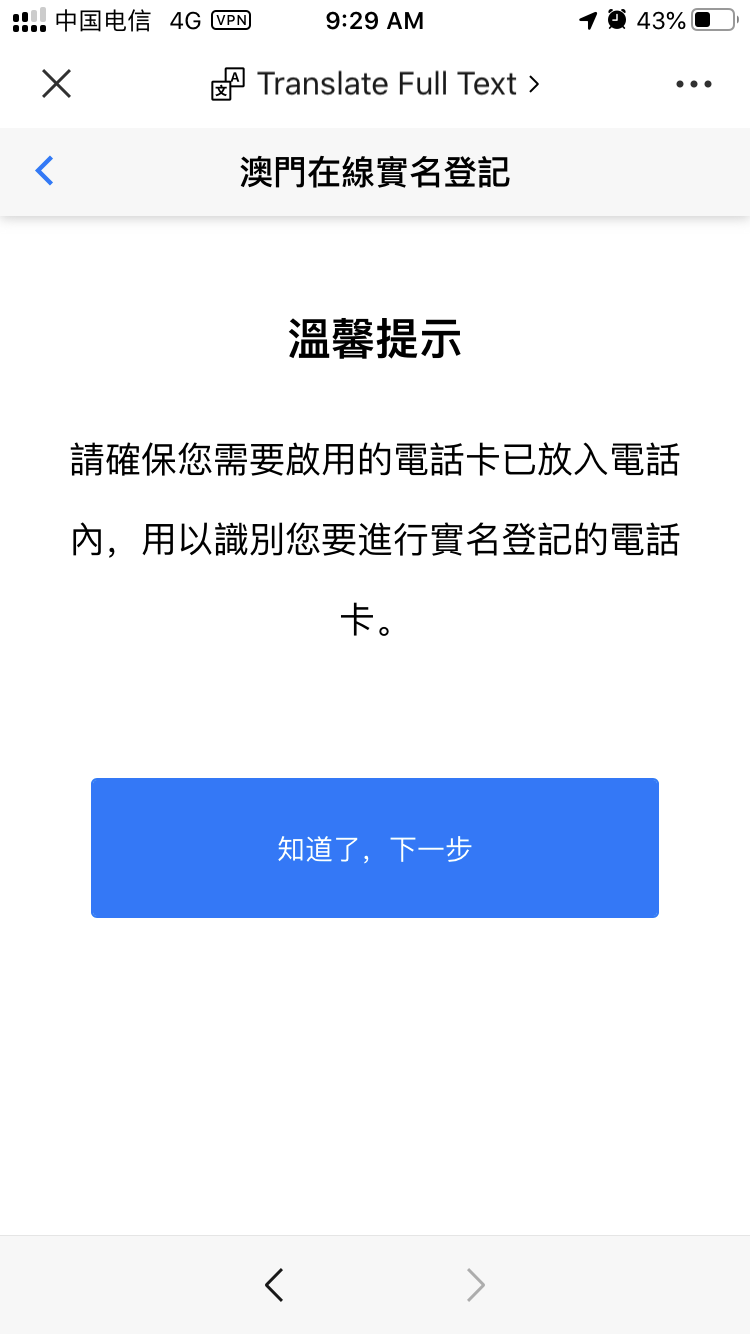 中国电信 4G VPN 9:29 AM 43%
Translate Full Text
澳門在線實名登記
溫馨提示
請確保您需要啟用的電話卡已放入電話
內，用以識別您要進行實名登記的電話
卡。
知道了，下一步